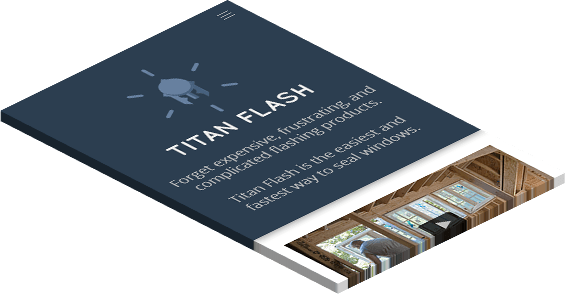 TITAN FLASH
Forget expensive, frustrating, and
complicated flashing products.
Titan Flash is the easiest and
fastest way to seal windows.